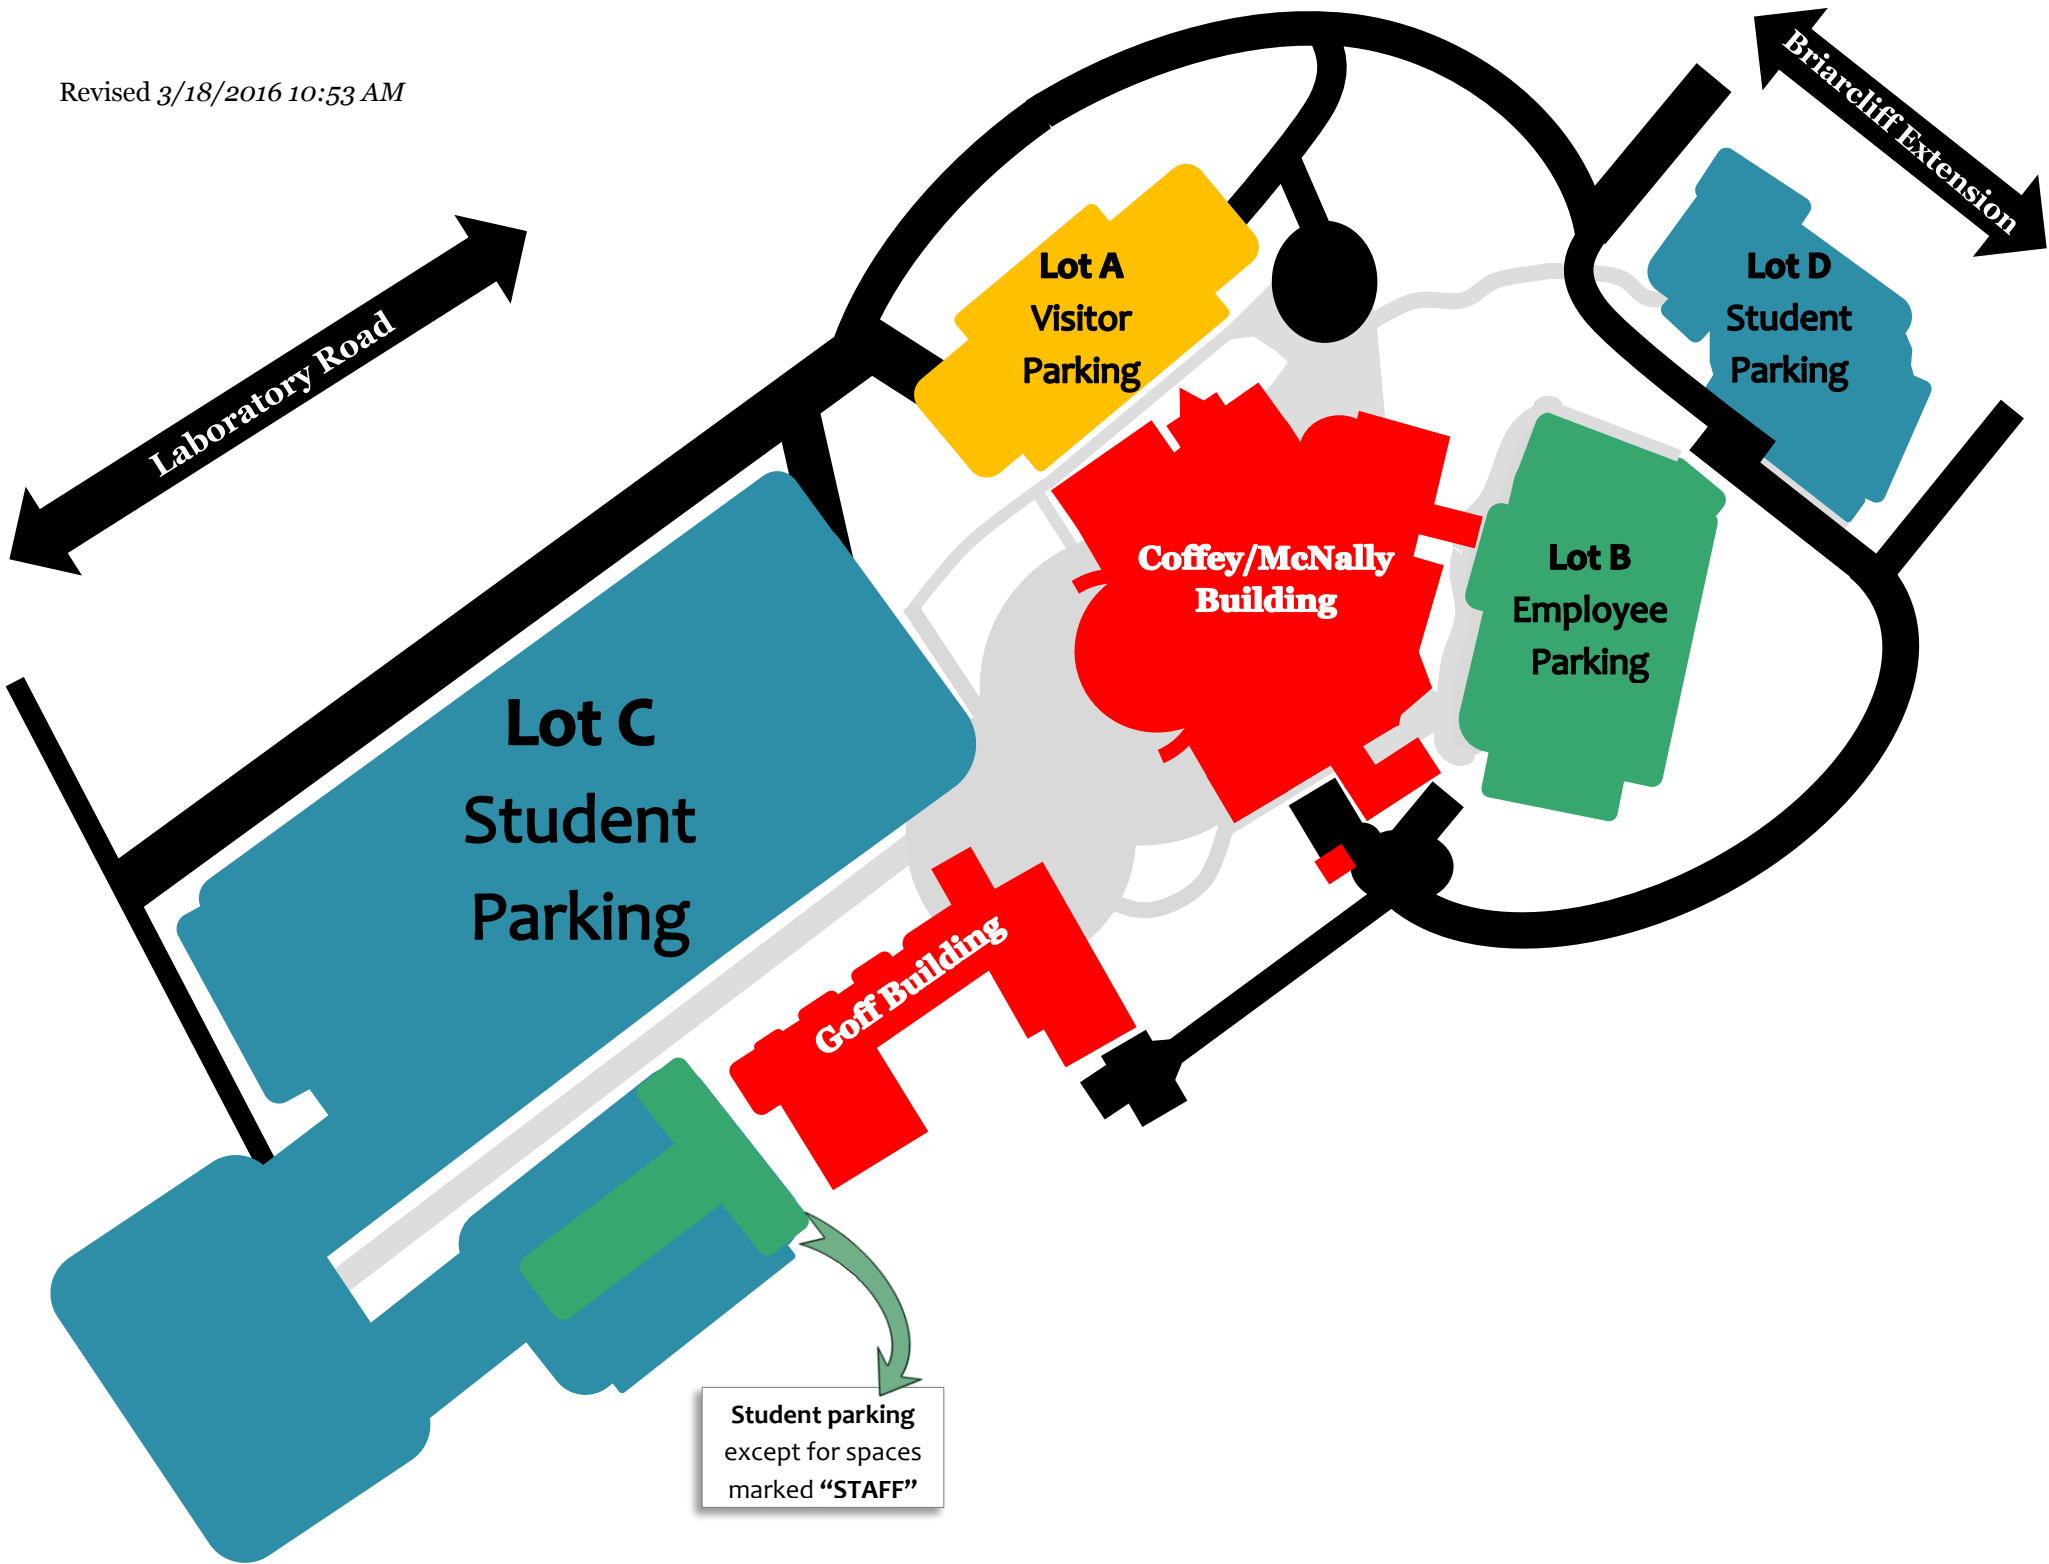 Revised 3/18/2016 10:53 AM
Briarcliff Extension
Laboratory Road
Lot A
Visitor
Parking
Lot D
Student
Parking
Coffey/McNally
Building
Lot B
Employee
Parking
Lot C
Student
Parking
Goff Building
Student parking
except for spaces
marked “STAFF”